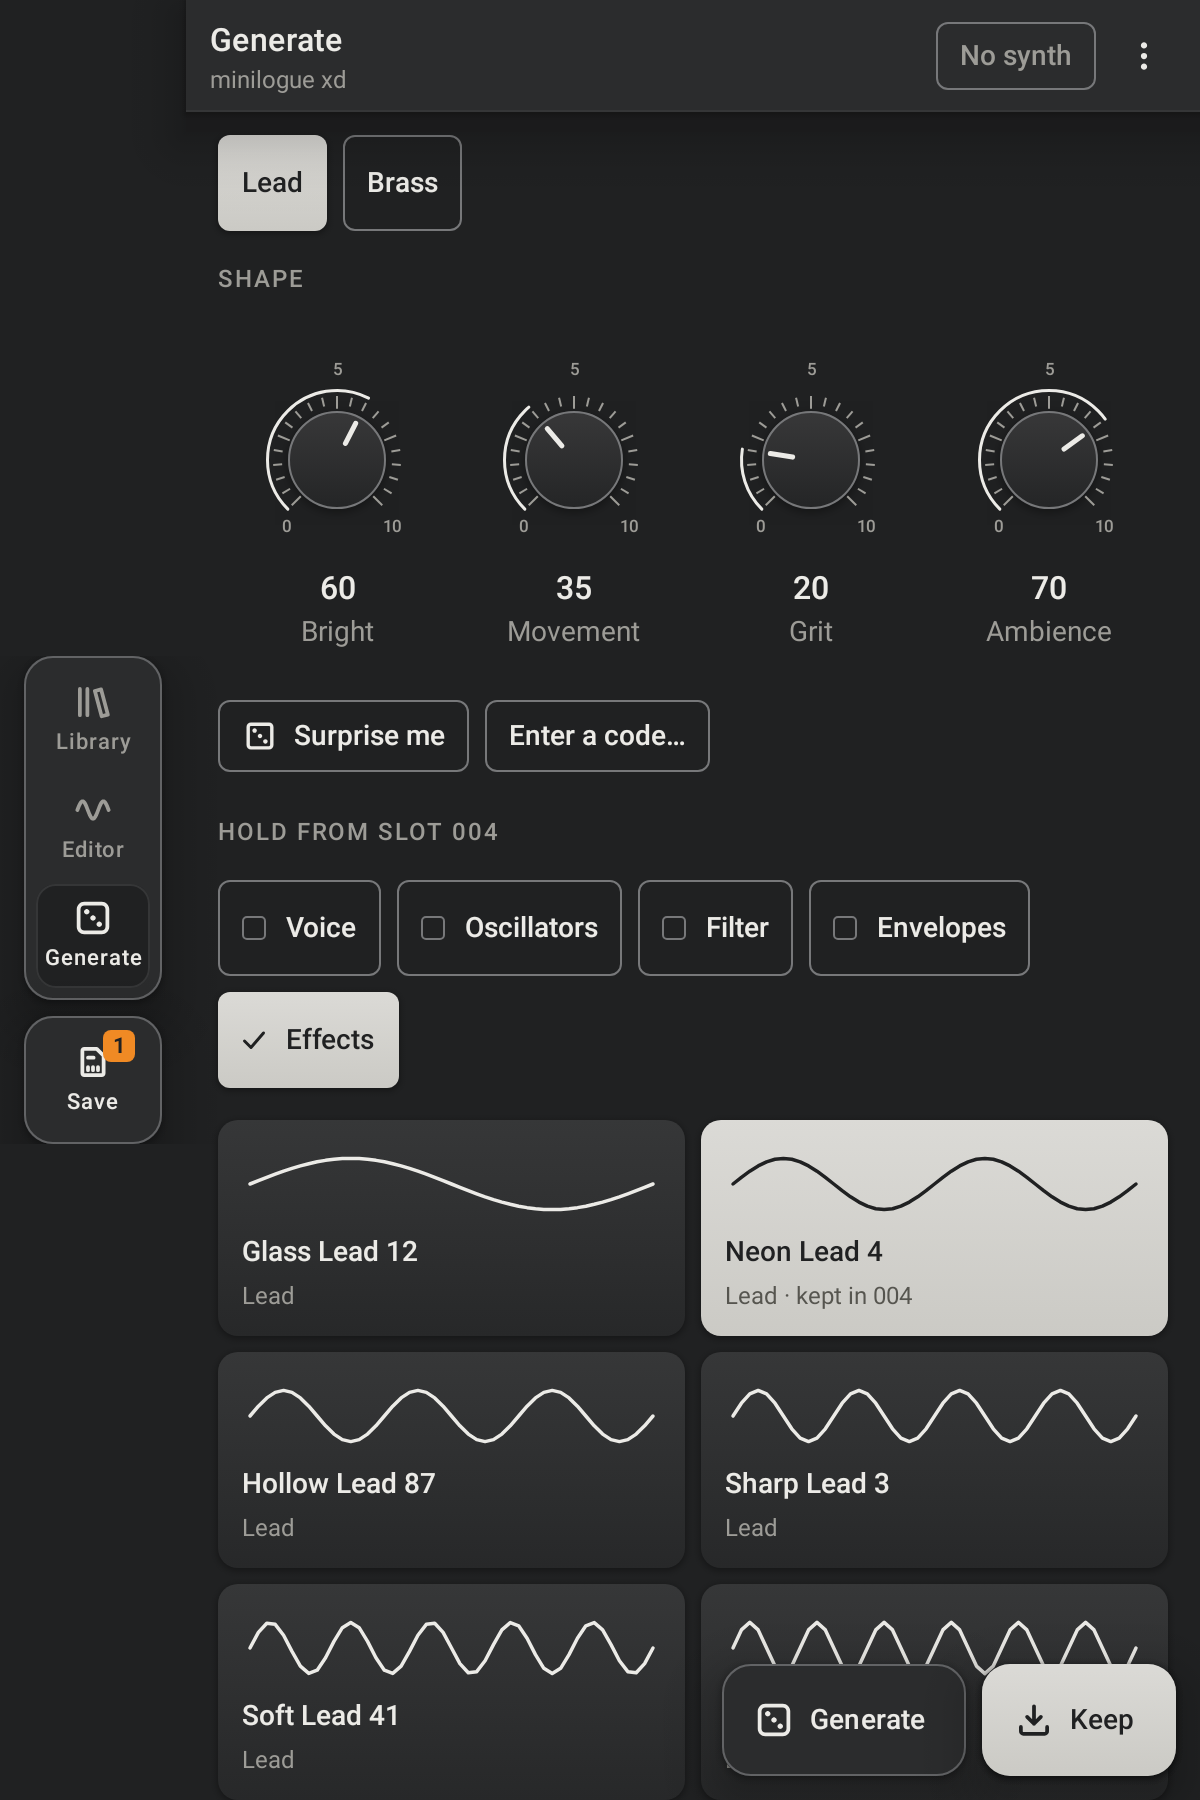 Generate
minilogue xd
No synth
Lead
Brass
SHAPE
5
0
10
60
Bright
5
0
10
35
Movement
5
0
10
20
Grit
5
0
10
70
Ambience
Library
Editor
Generate
1
Save
Surprise me
Enter a code…
HOLD FROM SLOT 004
Voice
Oscillators
Filter
Envelopes
Effects
Glass Lead 12
Lead
Neon Lead 4
Lead · kept in 004
Hollow Lead 87
Lead
Sharp Lead 3
Lead
Soft Lead 41
Lead
Generate
Keep